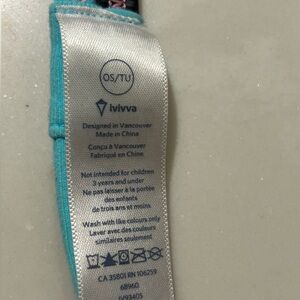 OS/TU
ivivva
Designed in Vancouver
Made in China
Conçu à Vancouver
Fabriqué en Chine
Not intended for children
3 years and under
Ne pas laisser à la portée
des enfants
de trois ans et moins
Wash with like colours only
Laver avec des couleurs
similaires seulement
CA 35801 RN 106259
68960
IV93405